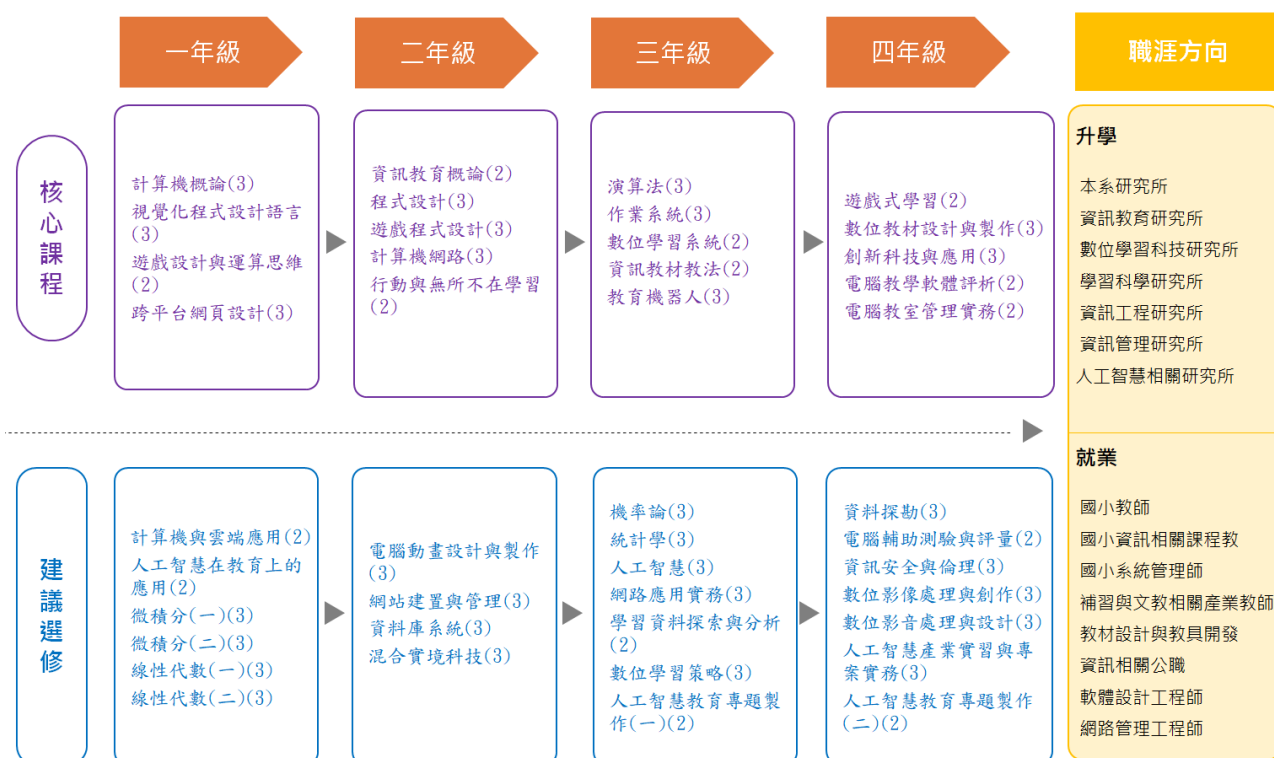 一年級
二年級
三年級
四年級
職涯方向
核心課程
計算機概論(3)
視覺化程式設計語言
(3)
遊戲設計與運算思維
(2)
跨平台網頁設計(3)
資訊教育概論(2)
程式設計(3)
遊戲程式設計(3)
計算機網路(3)
行動與無所不在學習
(2)
演算法(3)
作業系統(3)
數位學習系統(2)
資訊教材教法(2)
教育機器人(3)
遊戲式學習(2)
數位教材設計與製作(3)
創新科技與應用(3)
電腦教學軟體評析(2)
電腦教室管理實務(2)
升學
本系研究所
資訊教育研究所
數位學習科技研究所
學習科學研究所
資訊工程研究所
資訊管理研究所
人工智慧相關研究所
建議選修
計算機與雲端應用(2)
人工智慧在教育上的
應用(2)
微積分(一)(3)
微積分(二)(3)
線性代數(一)(3)
線性代數(二)(3)
電腦動畫設計與製作
(3)
網站建置與管理(3)
資料庫系統(3)
混合實境科技(3)
機率論(3)
統計學(3)
人工智慧(3)
網路應用實務(3)
學習資料探索與分析
(2)
數位學習策略(3)
人工智慧教育專題製
作(一)(2)
資料探勘(3)
電腦輔助測驗與評量(2)
資訊安全與倫理(3)
數位影像處理與創作(3)
數位影音處理與設計(3)
人工智慧產業實習與專
案實務(3)
人工智慧教育專題製作
(二)(2)
就業
國小教師
國小資訊相關課程教
國小系統管理師
補習與文教相關產業教師
教材設計與教具開發
資訊相關公職
軟體設計工程師
網路管理工程師